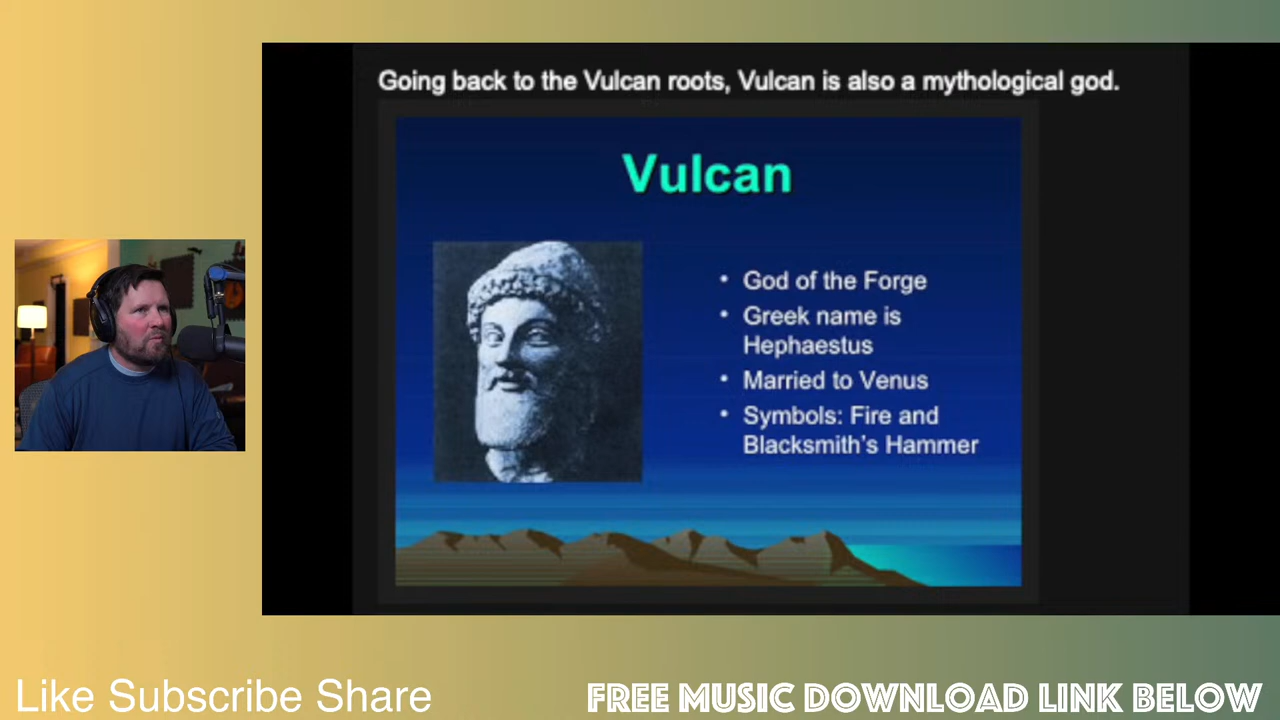 Going back to the Vulcan roots, Vulcan is also a mythological god.
Vulcan
• God of the Forge
• Greek name is
Hephaestus
• Married to Venus
• Symbols: Fire and
Blacksmith's Hammer
Like Subscribe Share
FREE MUSIC DOWNLOAD LINK BELOW